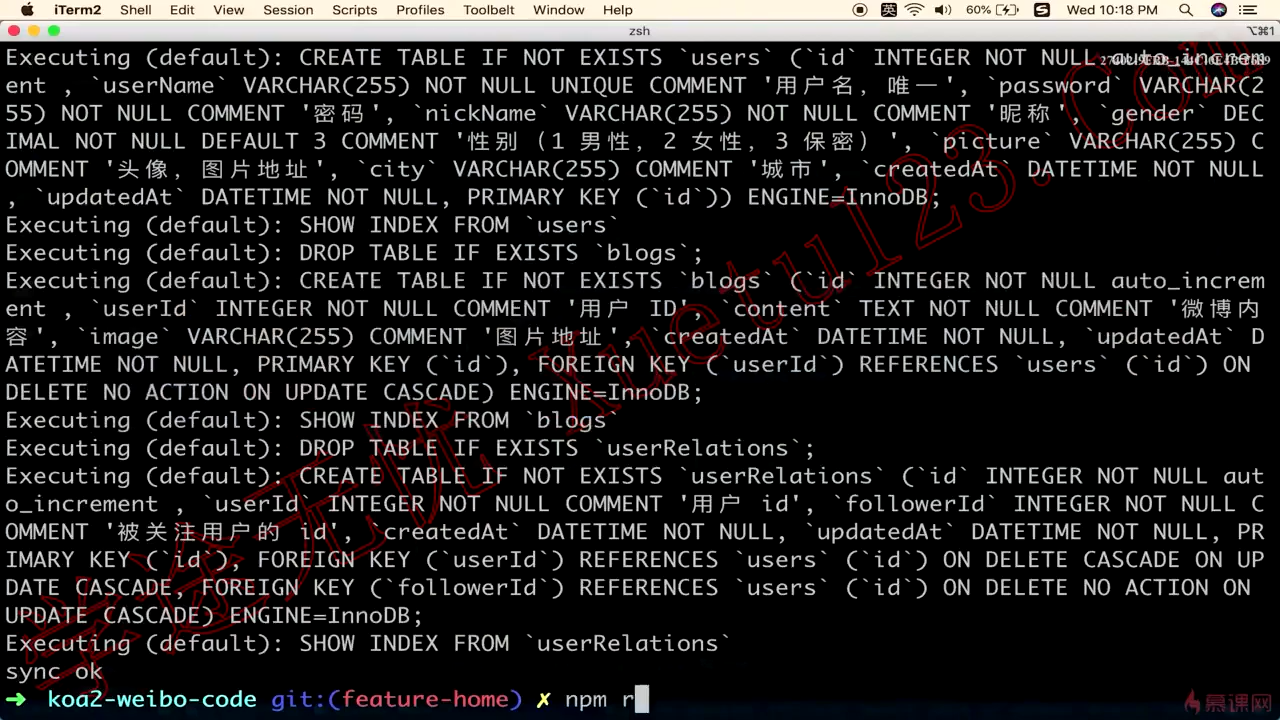 iTerm2 Shell Edit View Session Scripts Profiles Toolbelt Window Help 英 60% Wed 10:18 PM
zsh ⌥⌘1
Executing (default): CREATE TABLE IF NOT EXISTS `users` (`id` INTEGER NOT NULL auto_increm
ent , `userName` VARCHAR(255) NOT NULL UNIQUE COMMENT '用户名，唯一', `password` VARCHAR(2
55) NOT NULL COMMENT '密码', `nickName` VARCHAR(255) NOT NULL COMMENT '昵称', `gender` DEC
IMAL NOT NULL DEFAULT 3 COMMENT '性别（1 男性，2 女性，3 保密）', `picture` VARCHAR(255) C
OMMENT '头像，图片地址', `city` VARCHAR(255) COMMENT '城市', `createdAt` DATETIME NOT NULL
, `updatedAt` DATETIME NOT NULL, PRIMARY KEY (`id`)) ENGINE=InnoDB;
Executing (default): SHOW INDEX FROM `users`
Executing (default): DROP TABLE IF EXISTS `blogs`;
Executing (default): CREATE TABLE IF NOT EXISTS `blogs` (`id` INTEGER NOT NULL auto_increm
ent , `userId` INTEGER NOT NULL COMMENT '用户 ID', `content` TEXT NOT NULL COMMENT '微博内
容', `image` VARCHAR(255) COMMENT '图片地址', `createdAt` DATETIME NOT NULL, `updatedAt` D
ATETIME NOT NULL, PRIMARY KEY (`id`), FOREIGN KEY (`userId`) REFERENCES `users` (`id`) ON
DELETE NO ACTION ON UPDATE CASCADE) ENGINE=InnoDB;
Executing (default): SHOW INDEX FROM `blogs`
Executing (default): DROP TABLE IF EXISTS `userRelations`;
Executing (default): CREATE TABLE IF NOT EXISTS `userRelations` (`id` INTEGER NOT NULL aut
o_increment , `userId` INTEGER NOT NULL COMMENT '用户 id', `followerId` INTEGER NOT NULL C
OMMENT '被关注用户的 id', `createdAt` DATETIME NOT NULL, `updatedAt` DATETIME NOT NULL, PR
IMARY KEY (`id`), FOREIGN KEY (`userId`) REFERENCES `users` (`id`) ON DELETE CASCADE ON UP
DATE CASCADE, FOREIGN KEY (`followerId`) REFERENCES `users` (`id`) ON DELETE NO ACTION ON
UPDATE CASCADE) ENGINE=InnoDB;
Executing (default): SHOW INDEX FROM `userRelations`
sync ok
➜ koa2-weibo-code git:(feature-home) ✗ npm r
学途无忧 Xuetu123.Com
慕课网